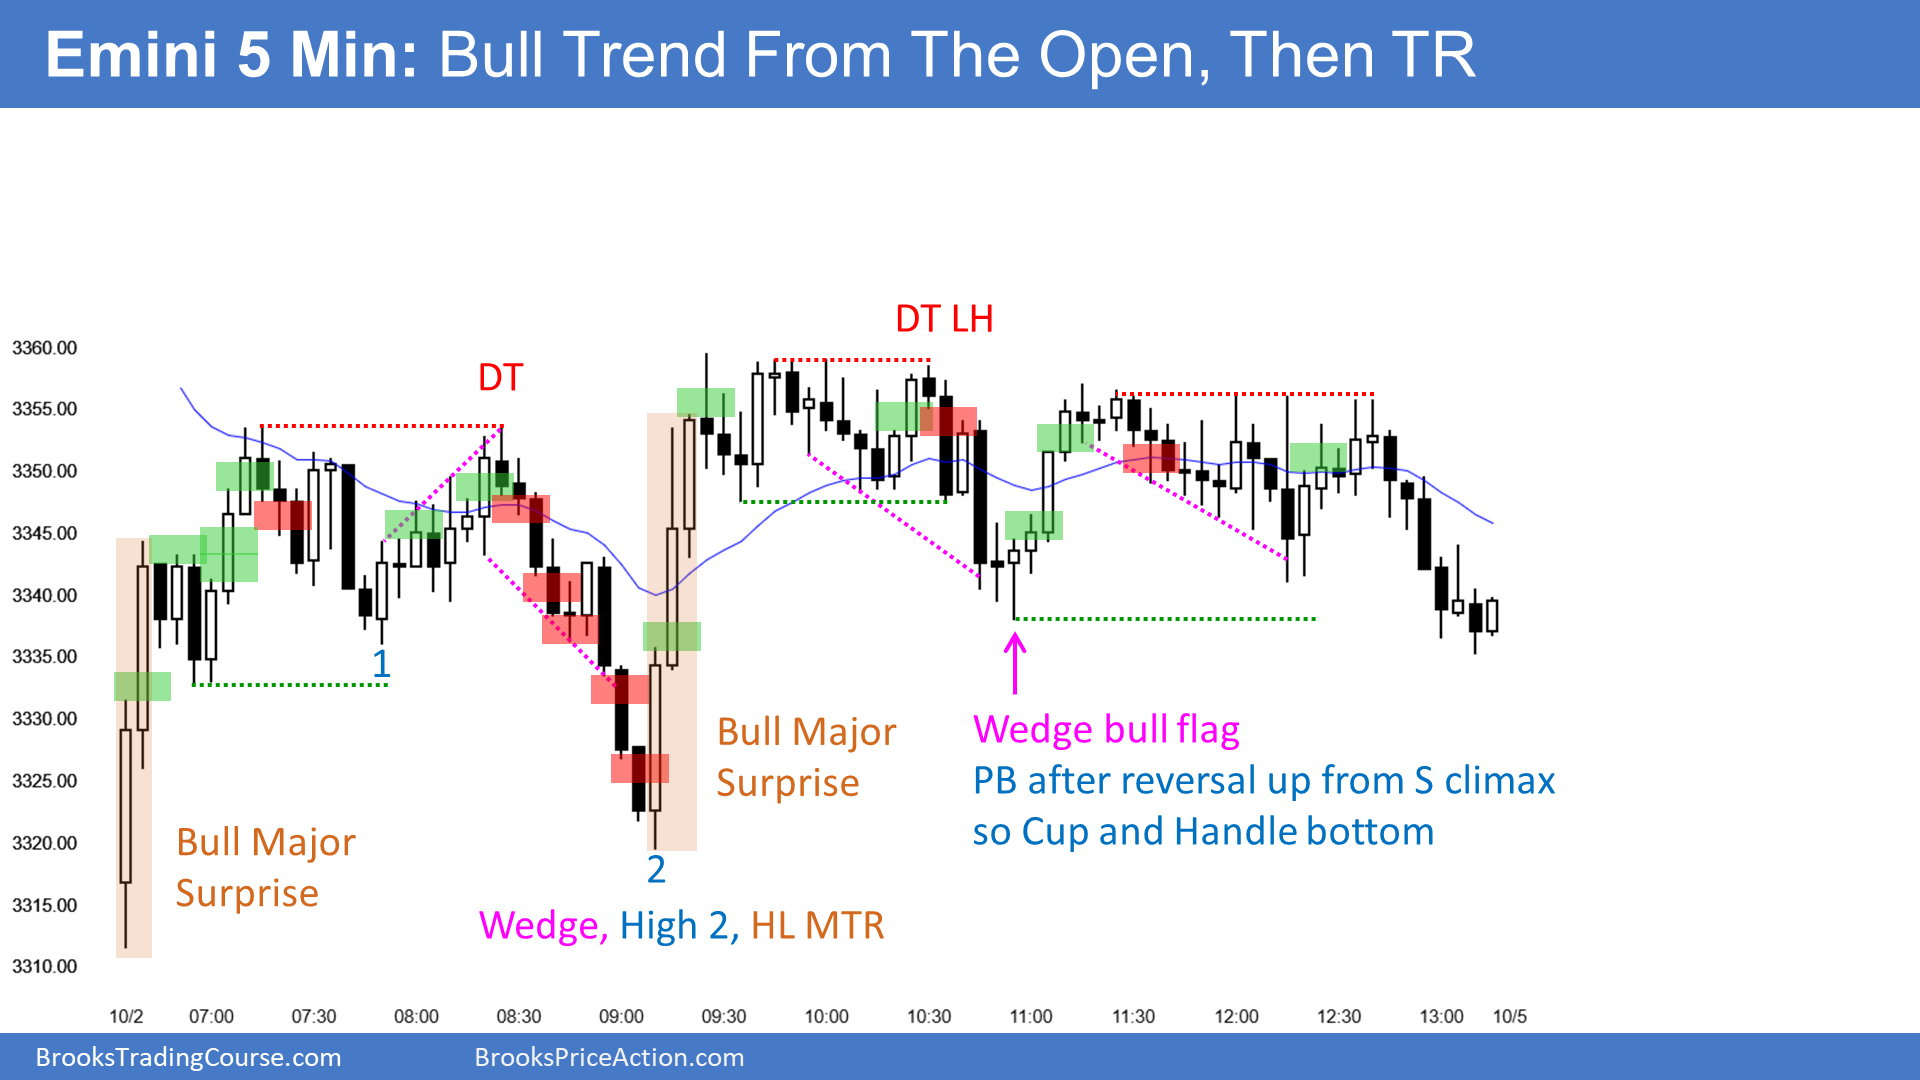 Emini 5 Min: Bull Trend From The Open, Then TR
DT LH
3360.00
DT
3355.00
3350.00
3345.00
3340.00
3335.00
1
3330.00
Bull Major
Surprise
Wedge bull flag
PB after reversal up from S climax
so Cup and Handle bottom
3325.00
3320.00
Bull Major
Surprise
2
3315.00
Wedge, High 2, HL MTR
3310.00
10/2 07:00 07:30 08:00 08:30 09:00 09:30 10:00 10:30 11:00 11:30 12:00 12:30 13:00 10/5
BrooksTradingCourse.com BrooksPriceAction.com